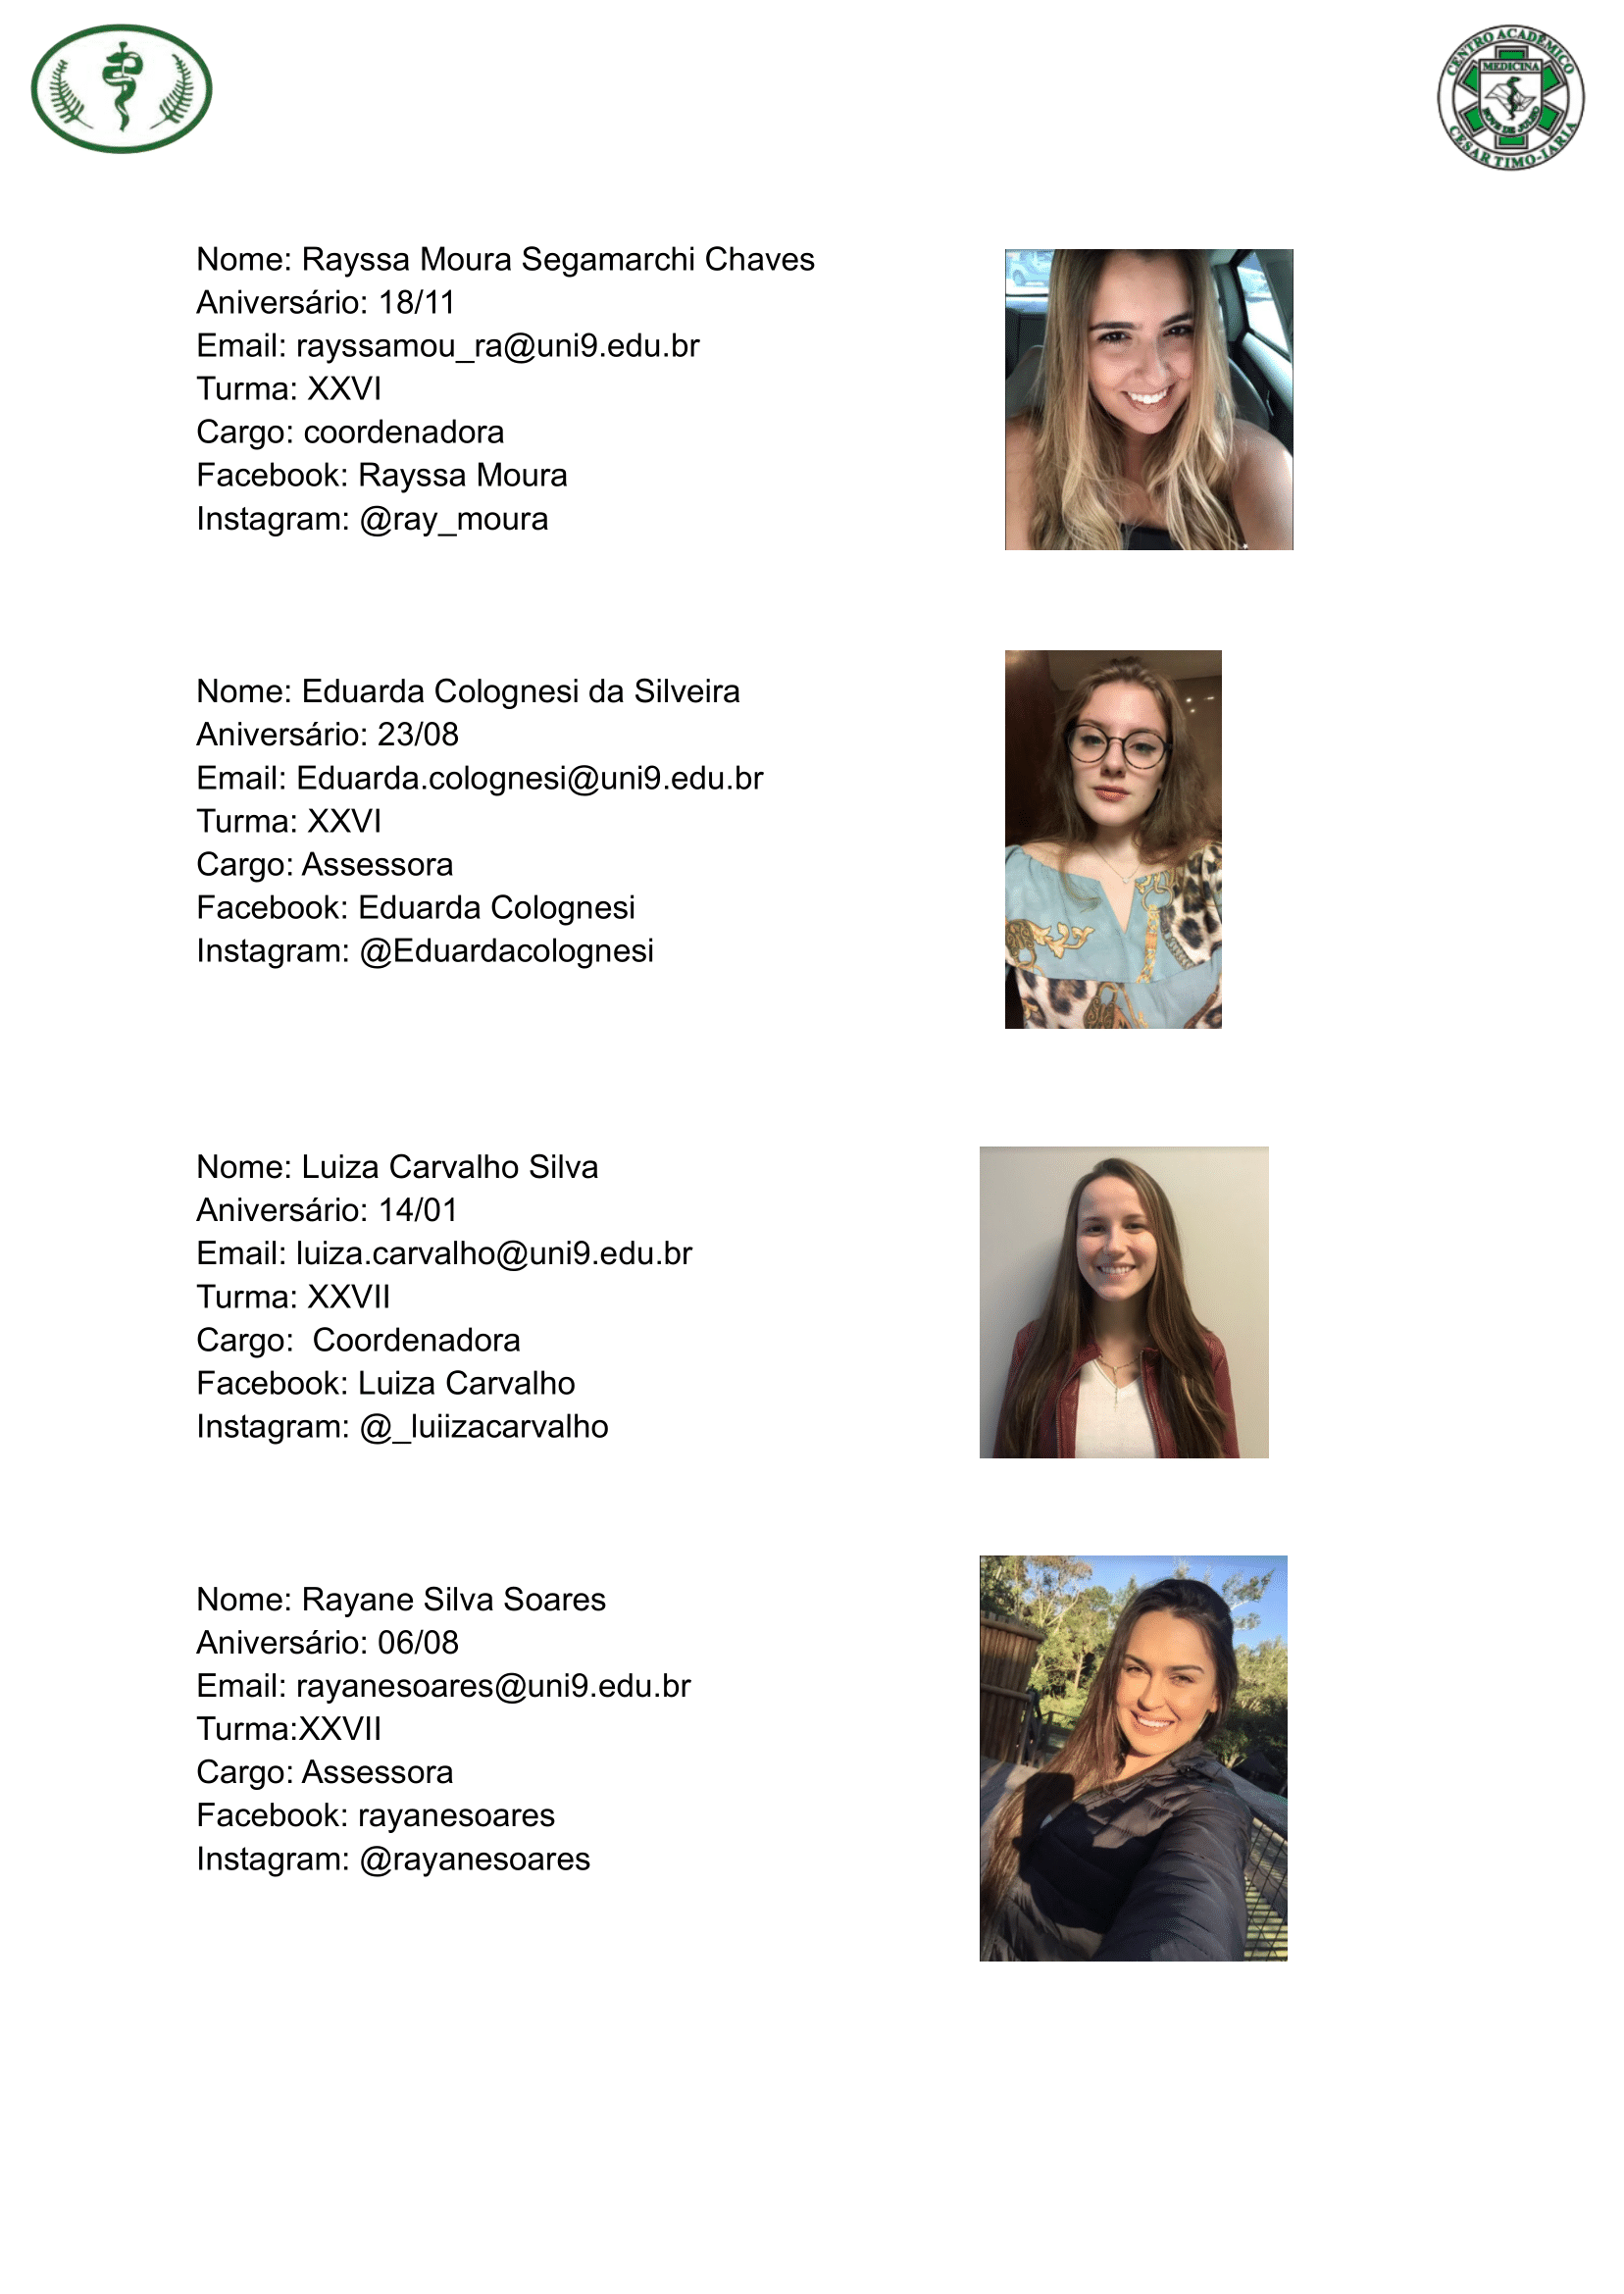 CENTRO ACADÊMICO
MEDICINA
NOVE DE JULHO
CESAR TIMO-IARIA
Nome: Rayssa Moura Segamarchi Chaves
Aniversário: 18/11
Email: rayssamou_ra@uni9.edu.br
Turma: XXVI
Cargo: coordenadora
Facebook: Rayssa Moura
Instagram: @ray_moura
Nome: Eduarda Colognesi da Silveira
Aniversário: 23/08
Email: Eduarda.colognesi@uni9.edu.br
Turma: XXVI
Cargo: Assessora
Facebook: Eduarda Colognesi
Instagram: @Eduardacolognesi
Nome: Luiza Carvalho Silva
Aniversário: 14/01
Email: luiza.carvalho@uni9.edu.br
Turma: XXVII
Cargo:  Coordenadora
Facebook: Luiza Carvalho
Instagram: @_luiizacarvalho
Nome: Rayane Silva Soares
Aniversário: 06/08
Email: rayanesoares@uni9.edu.br
Turma:XXVII
Cargo: Assessora
Facebook: rayanesoares
Instagram: @rayanesoares